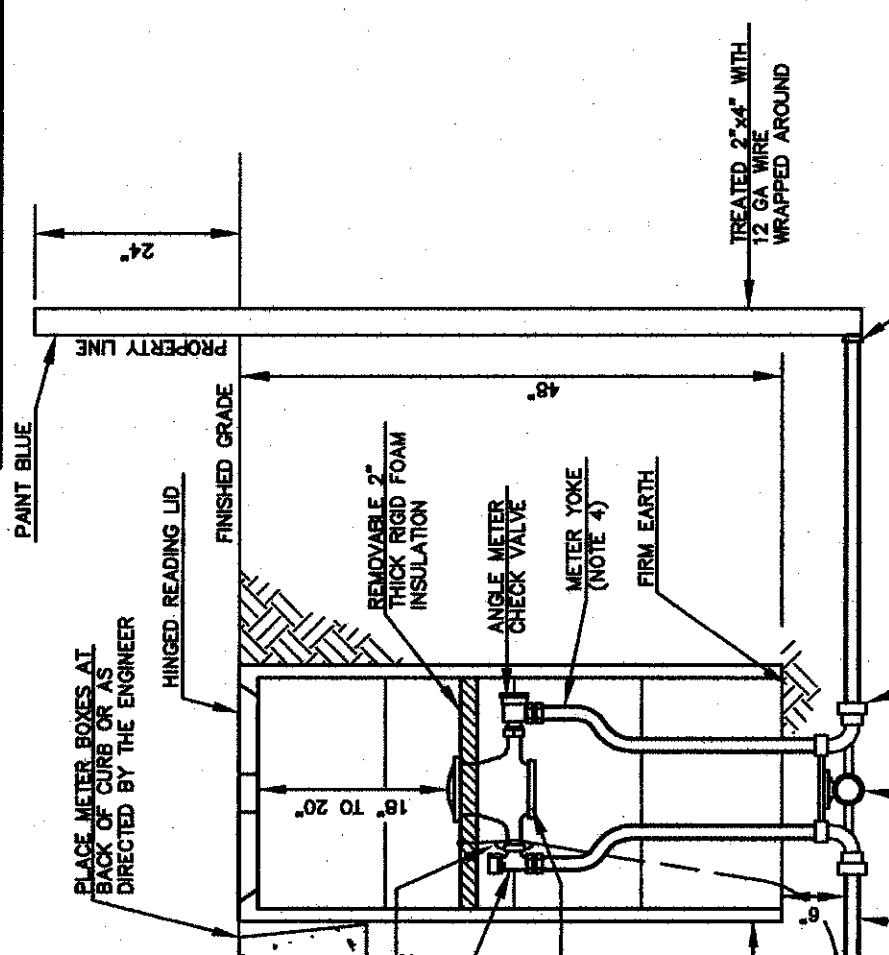 PAINT BLUE
24"
PROPERTY LINE
FINISHED GRADE
HINGED READING LID
PLACE METER BOXES AT
BACK OF CURB OR AS
DIRECTED BY THE ENGINEER
TREATED 2"x4" WITH
12 GA WIRE
WRAPPED AROUND
48"
REMOVABLE 2"
THICK RIGID FOAM
INSULATION
ANGLE METER
CHECK VALVE
METER YOKE
(NOTE 4)
FIRM EARTH
18" TO 20"
6"